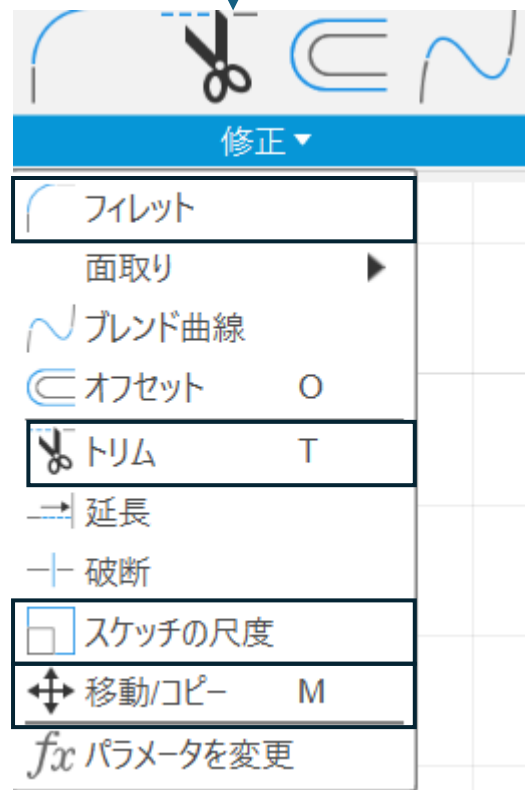 修正▼
フィレット
面取り ▶
ブレンド曲線
オフセット O
トリム T
延長
破断
スケッチの尺度
移動/コピー M
fx パラメータを変更